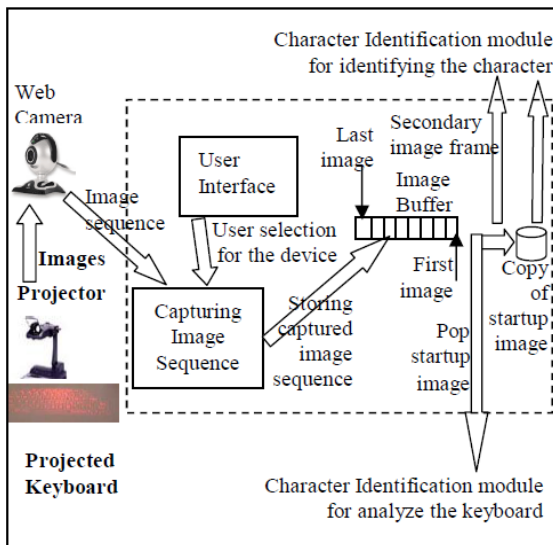 Character Identification module
for identifying the character
Web
Camera
Last
image
Secondary
image frame
User
Interface
Image
Buffer
Image
sequence
User selection
for the device
Images
Projector
First
image
Copy
of
startup
image
Capturing
Image
Sequence
Storing
captured
image
sequence
Pop
startup
image
Projected
Keyboard
Character Identification module
for analyze the keyboard